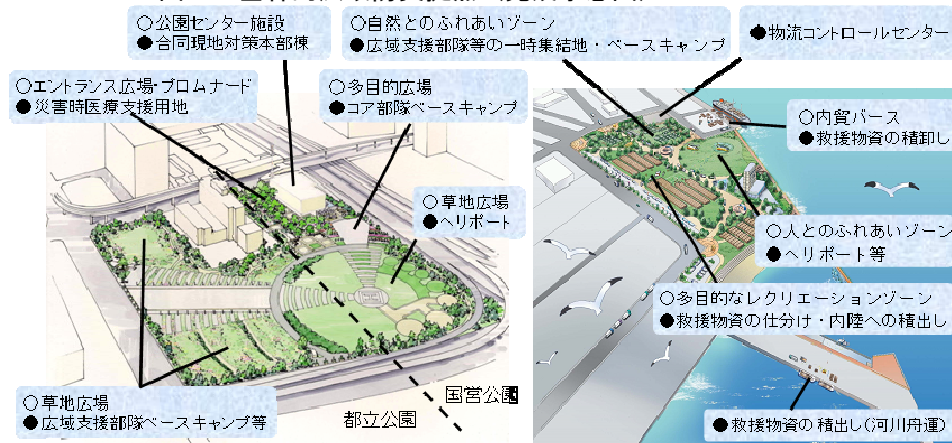 ○公園センター施設
●合同現地対策本部棟
○自然とのふれあいゾーン
●広域支援部隊等の一時集結地・ベースキャンプ
●物流コントロールセンター
○エントランス広場・プロムナード
●災害時医療支援用地
○多目的広場
●コア部隊ベースキャンプ
○内貿バース
●救援物資の積卸し
○草地広場
●ヘリポート
○人とのふれあいゾーン
●ヘリポート等
○多目的なレクリエーションゾーン
●救援物資の仕分け・内陸への積出し
○草地広場
●広域支援部隊ベースキャンプ等
国営公園
都立公園
●救援物資の積出し(河川舟運)